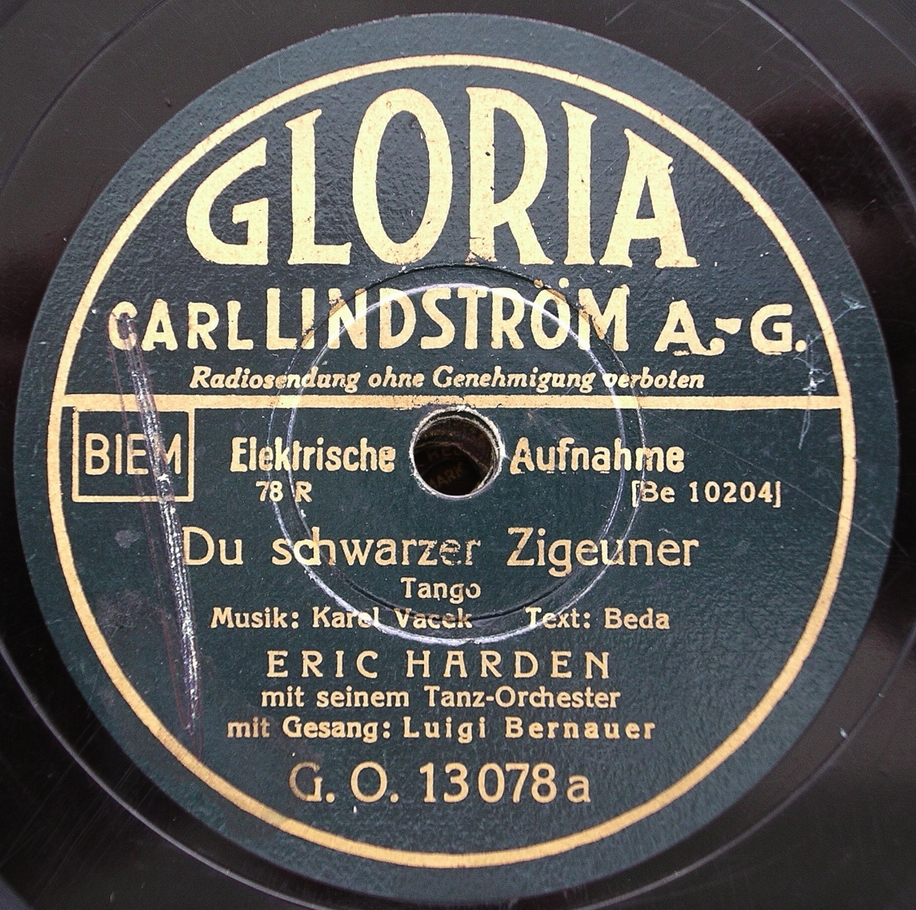 GLORIA
CARL LINDSTRÖM A.-G.
Radiosendung ohne Genehmigung verboten
BIEM
Elektrische Aufnahme
78 R [Be 10204]
Du schwarzer Zigeuner
Tango
Musik: Karel Vacek Text: Beda
ERIC HARDEN
mit seinem Tanz-Orchester
mit Gesang: Luigi Bernauer
G. O. 13078 a